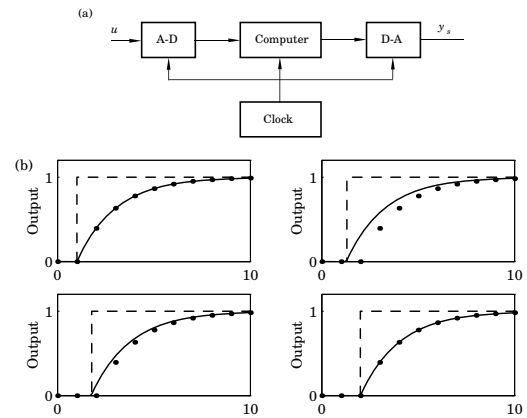 (a)
u A-D Computer D-A y_s
Clock
(b)
Output 1 0 0 10
Output 1 0 0 10
Output 1 0 0 10
Output 1 0 0 10